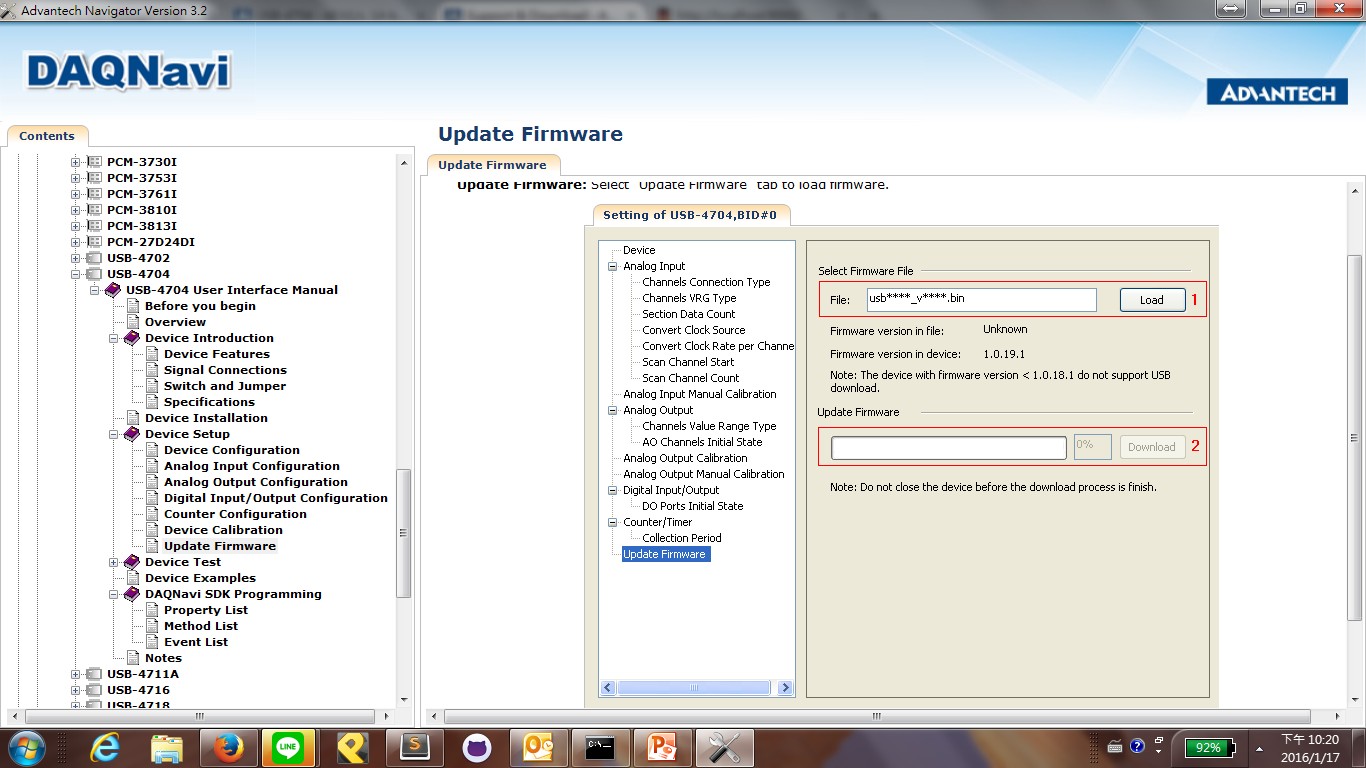 Advantech Navigator Version 3.2
DAQNavi
ADVANTECH
Contents
PCM-3730I
PCM-3753I
PCM-3761I
PCM-3810I
PCM-3813I
PCM-27D24DI
USB-4702
USB-4704
USB-4704 User Interface Manual
Before you begin
Overview
Device Introduction
Device Features
Signal Connections
Switch and Jumper
Specifications
Device Installation
Device Setup
Device Configuration
Analog Input Configuration
Analog Output Configuration
Digital Input/Output Configuration
Counter Configuration
Device Calibration
Update Firmware
Device Test
Device Examples
DAQNavi SDK Programming
Property List
Method List
Event List
Notes
USB-4711A
USB-4716
USB-4718
Update Firmware
Update Firmware
Update Firmware: Select "Update Firmware" tab to load firmware.
Setting of USB-4704,BID#0
Device
Analog Input
Channels Connection Type
Channels VRG Type
Section Data Count
Convert Clock Source
Convert Clock Rate per Channe
Scan Channel Start
Scan Channel Count
Analog Input Manual Calibration
Analog Output
Channels Value Range Type
AO Channels Initial State
Analog Output Calibration
Analog Output Manual Calibration
Digital Input/Output
DO Ports Initial State
Counter/Timer
Collection Period
Update Firmware
Select Firmware File
File: usb****_v****.bin Load 1
Firmware version in file: Unknown
Firmware version in device: 1.0.19.1
Note: The device with firmware version < 1.0.18.1 do not support USB
download.
Update Firmware
0% Download 2
Note: Do not close the device before the download process is finish.
LINE
92%
下午 10:20
2016/1/17